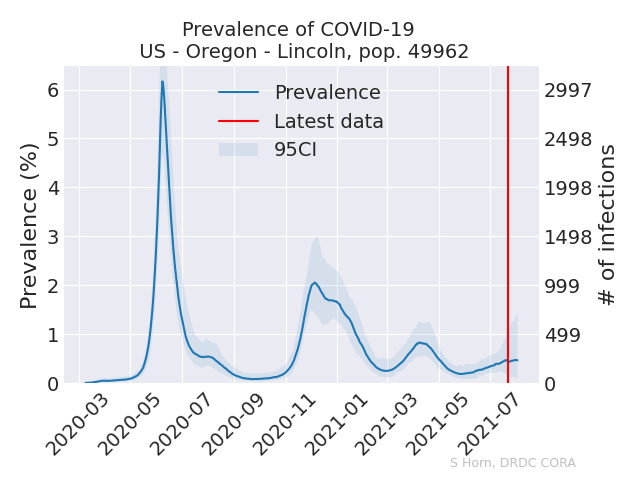 Prevalence of COVID-19
US - Oregon - Lincoln, pop. 49962
Prevalence
Latest data
95CI
Prevalence (%)
6
5
4
3
2
1
0
2997
2498
1998
1498
999
499
0
# of infections
2020-03
2020-05
2020-07
2020-09
2020-11
2021-01
2021-03
2021-05
2021-07
S Horn, DRDC CORA